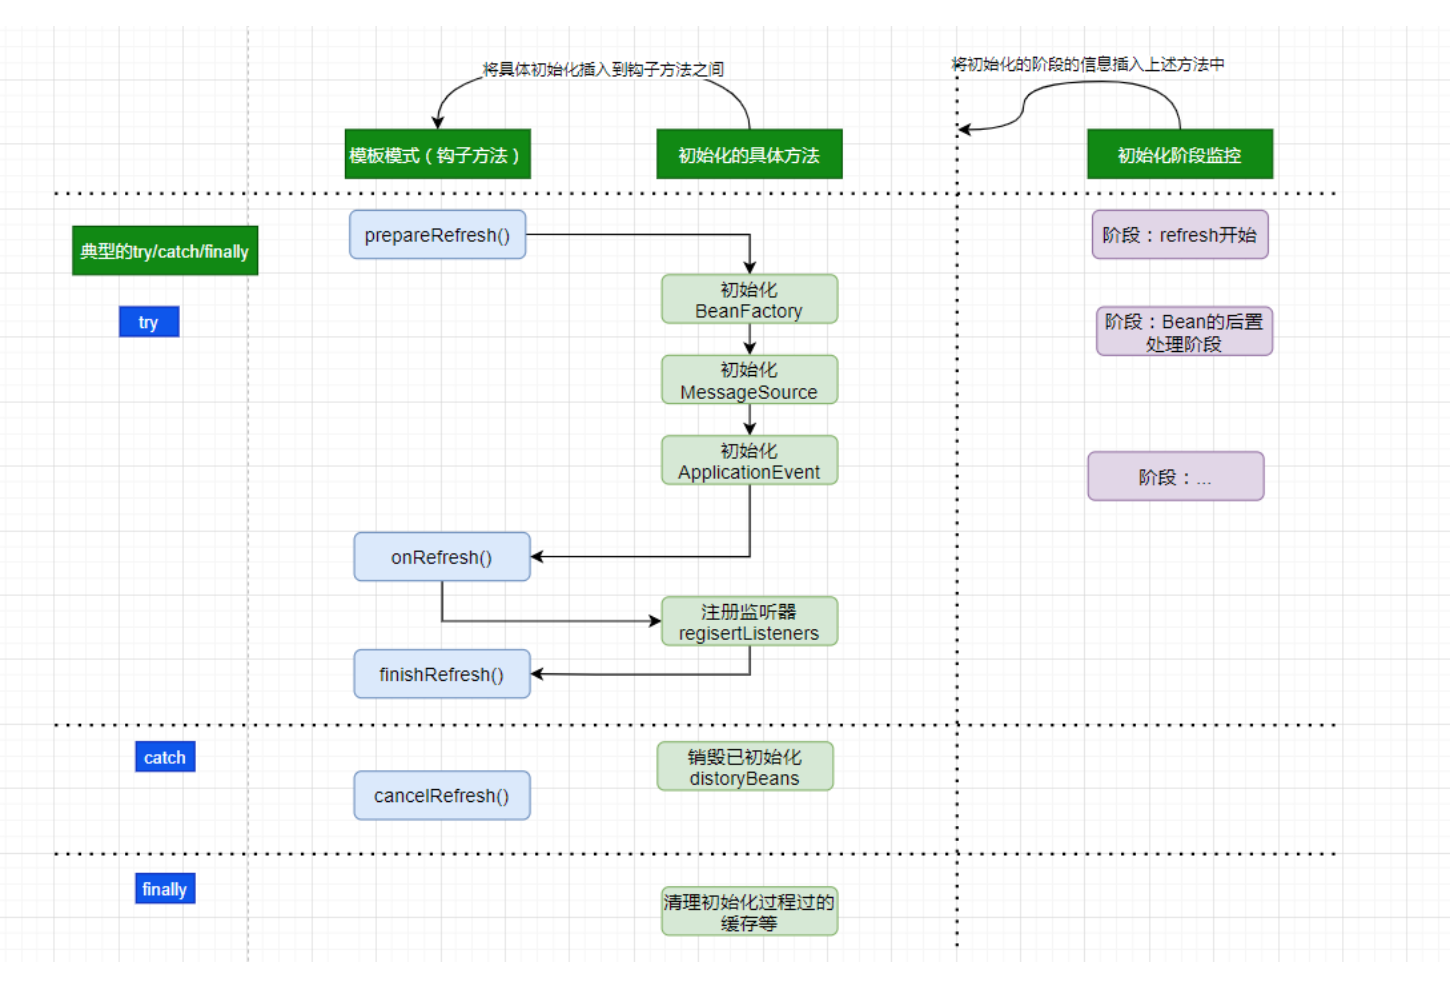 将具体初始化插入到钩子方法之间
将初始化的阶段的信息插入上述方法中
模板模式（钩子方法）
初始化的具体方法
初始化阶段监控
典型的try/catch/finally
prepareRefresh()
阶段：refresh开始
初始化
BeanFactory
try
阶段：Bean的后置
处理阶段
初始化
MessageSource
初始化
ApplicationEvent
阶段：...
onRefresh()
注册监听器
regisertListeners
finishRefresh()
catch
销毁已初始化
distoryBeans
cancelRefresh()
finally
清理初始化过程过的
缓存等